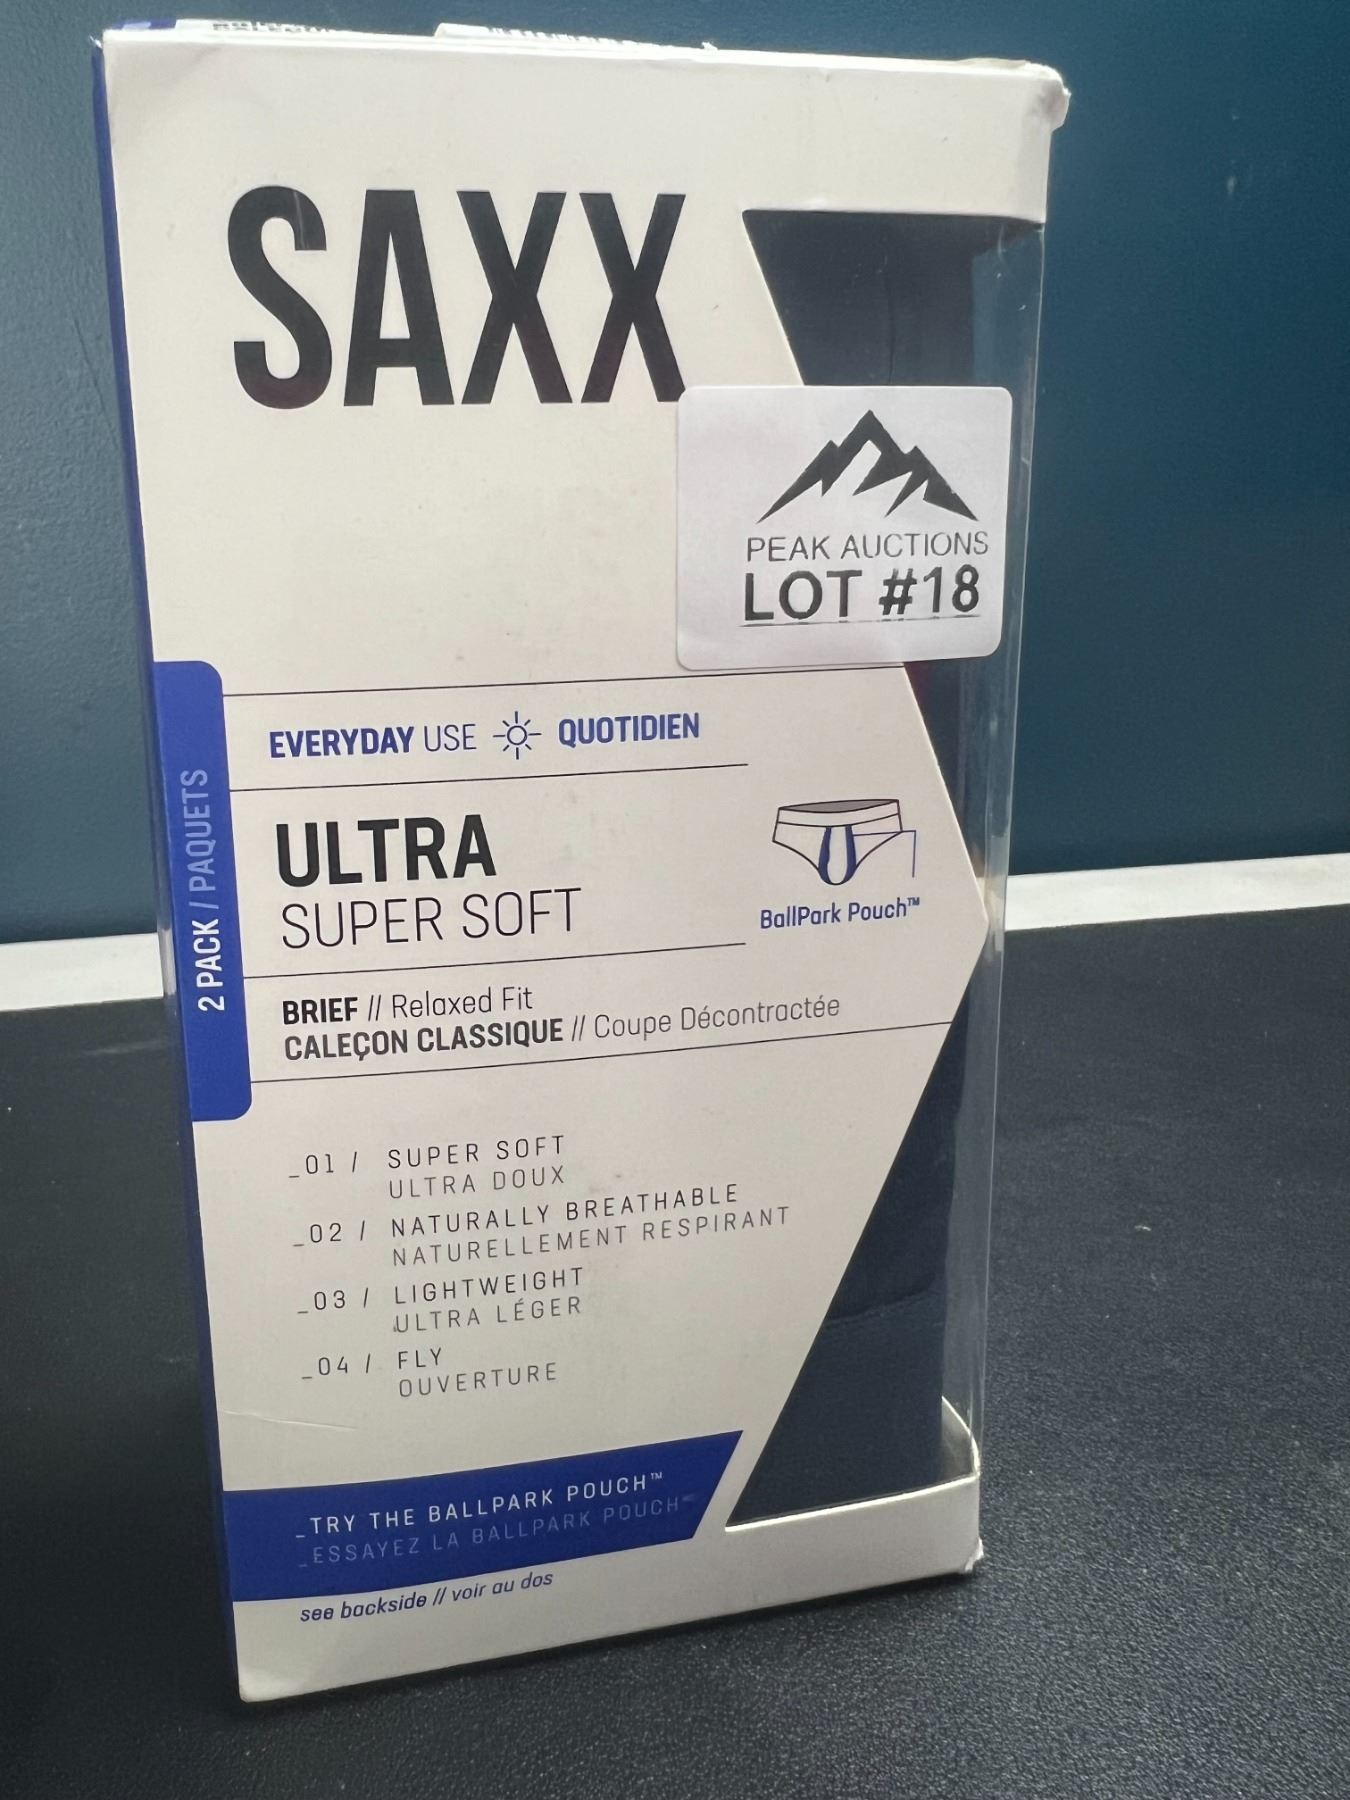 SAXX
PEAK AUCTIONS
LOT #18
2 PACK / PAQUETS
EVERYDAY USE QUOTIDIEN
ULTRA
SUPER SOFT
BallPark Pouch™
BRIEF // Relaxed Fit
CALEÇON CLASSIQUE // Coupe Décontractée
_01 / SUPER SOFT
ULTRA DOUX
_02 / NATURALLY BREATHABLE
NATURELLEMENT RESPIRANT
_03 / LIGHTWEIGHT
ULTRA LÉGER
_04 / FLY
OUVERTURE
_TRY THE BALLPARK POUCH™
_ESSAYEZ LA BALLPARK POUCH™
see backside // voir au dos